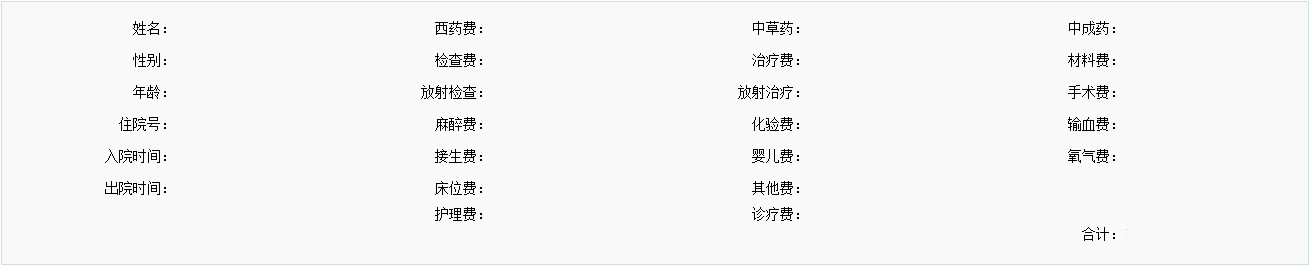 姓名： 西药费： 中草药： 中成药：
性别： 检查费： 治疗费： 材料费：
年龄： 放射检查： 放射治疗： 手术费：
住院号： 麻醉费： 化验费： 输血费：
入院时间： 接生费： 婴儿费： 氧气费：
出院时间： 床位费： 其他费：
护理费： 诊疗费：
合计：